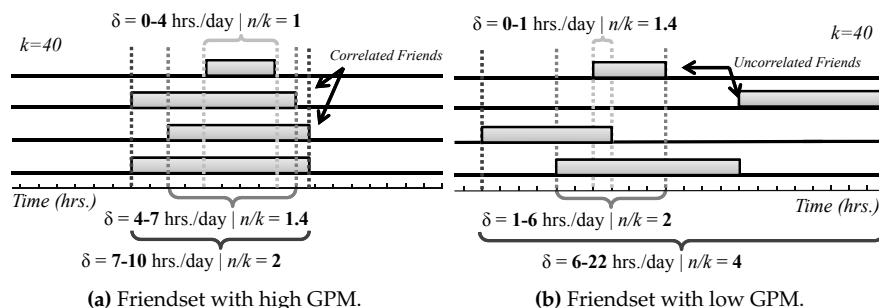 δ = 0-4 hrs./day | n/k = 1
k=40
Correlated Friends
Time (hrs.)
δ = 4-7 hrs./day | n/k = 1.4
δ = 7-10 hrs./day | n/k = 2
(a) Friendset with high GPM.
δ = 0-1 hrs./day | n/k = 1.4
k=40
Uncorrelated Friends
Time (hrs.)
δ = 1-6 hrs./day | n/k = 2
δ = 6-22 hrs./day | n/k = 4
(b) Friendset with low GPM.